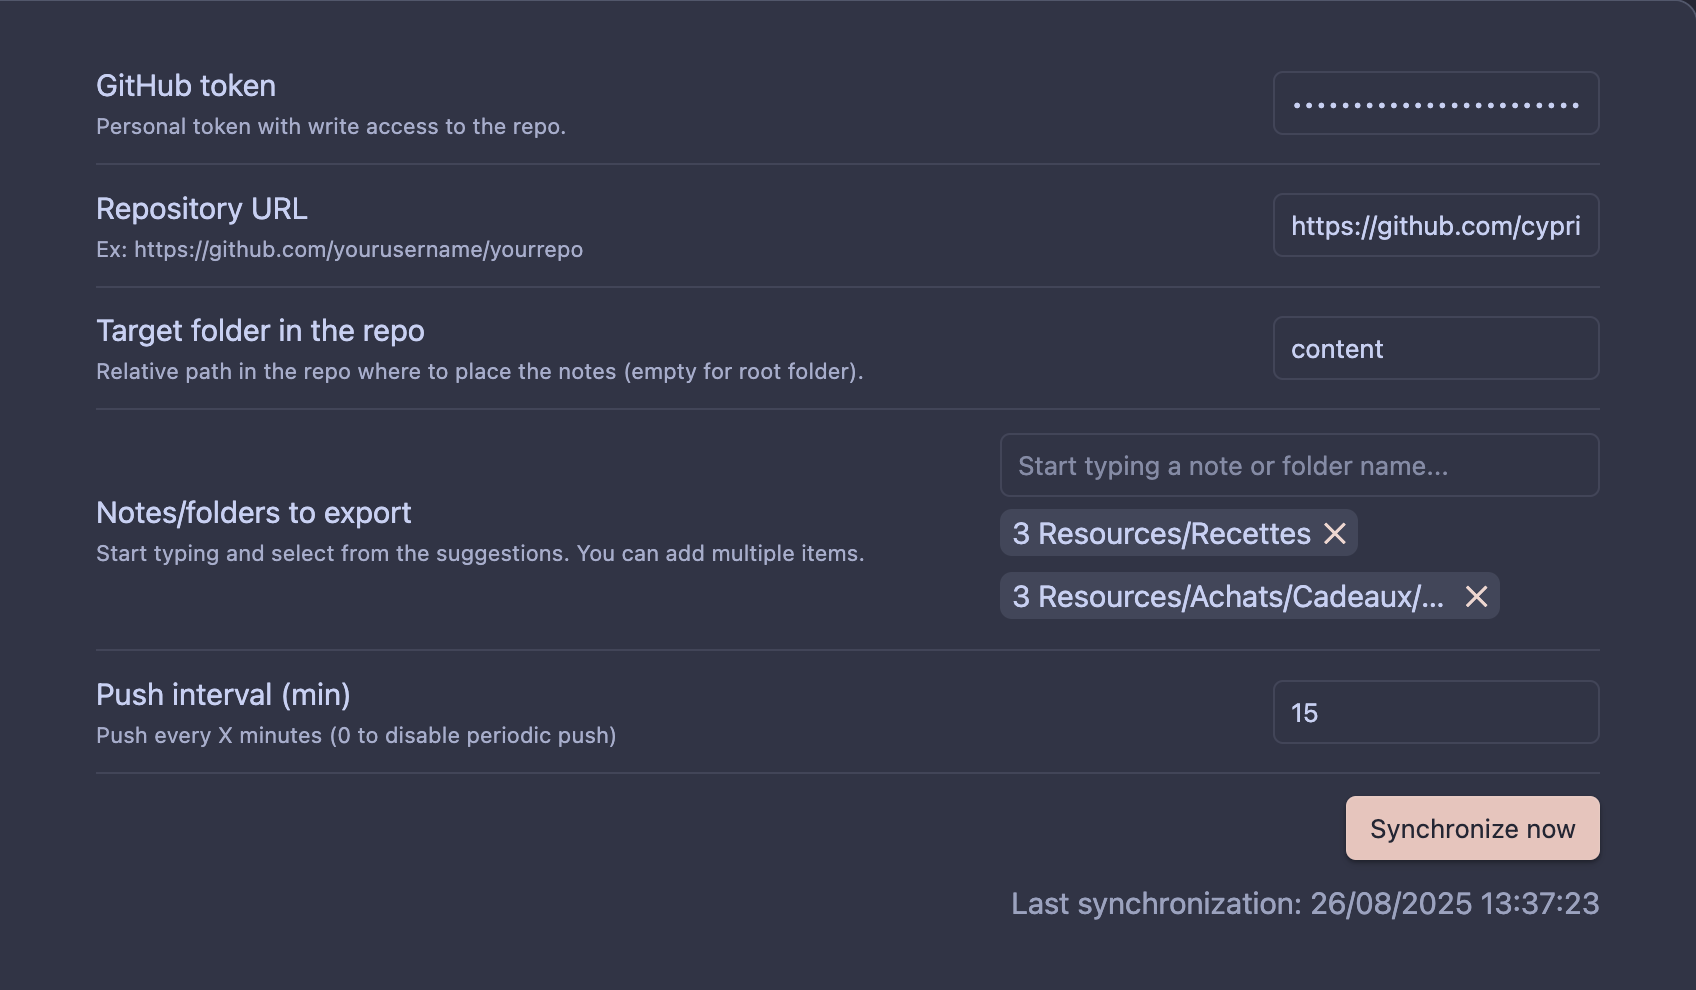 GitHub token
Personal token with write access to the repo.
••••••••••••••••••••••••
Repository URL
Ex: https://github.com/yourusername/yourrepo
https://github.com/cypri
Target folder in the repo
Relative path in the repo where to place the notes (empty for root folder).
content
Notes/folders to export
Start typing and select from the suggestions. You can add multiple items.
Start typing a note or folder name...
3 Resources/Recettes
3 Resources/Achats/Cadeaux/...
Push interval (min)
Push every X minutes (0 to disable periodic push)
15
Synchronize now
Last synchronization: 26/08/2025 13:37:23